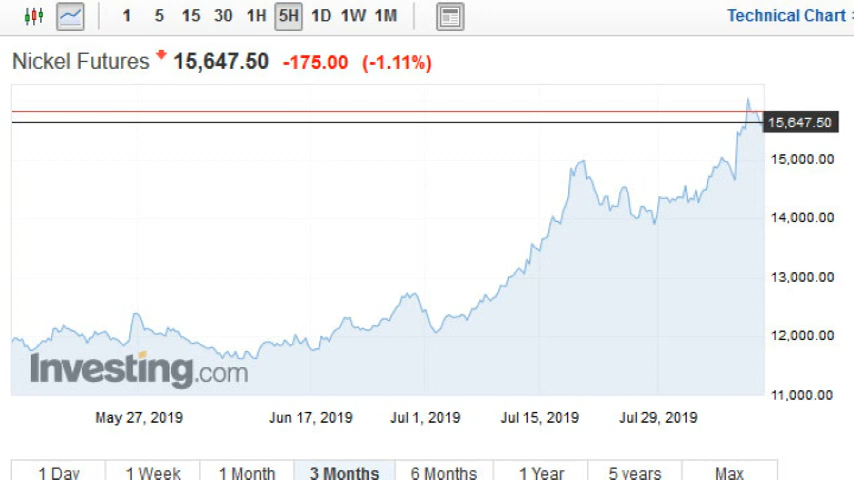 1 5 15 30 1H 5H 1D 1W 1M Technical Chart
Nickel Futures 15,647.50 -175.00 (-1.11%)
15,647.50
15,000.00
14,000.00
13,000.00
12,000.00
Investing.com
11,000.00
May 27, 2019 Jun 17, 2019 Jul 1, 2019 Jul 15, 2019 Jul 29, 2019
1 Day 1 Week 1 Month 3 Months 6 Months 1 Year 5 years Max